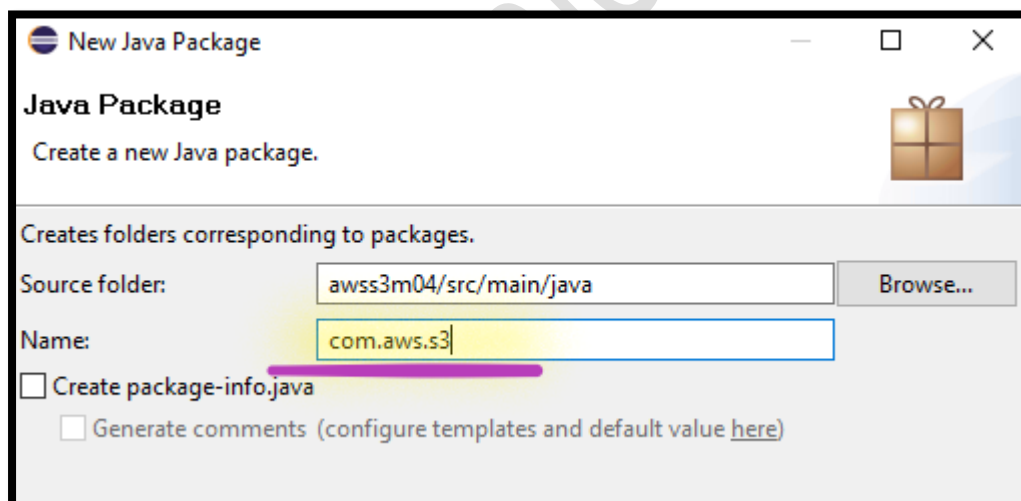 New Java Package
Java Package
Create a new Java package.
Creates folders corresponding to packages.
Source folder: awss3m04/src/main/java Browse...
Name: com.aws.s3
Create package-info.java
Generate comments (configure templates and default value here)